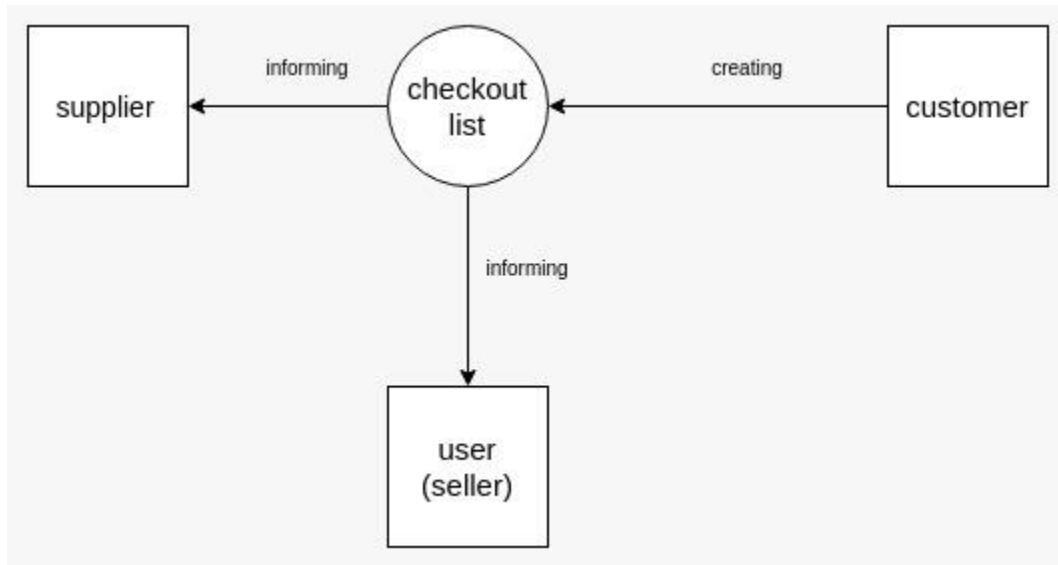 informing
creating
checkout
list
supplier
customer
informing
user
(seller)